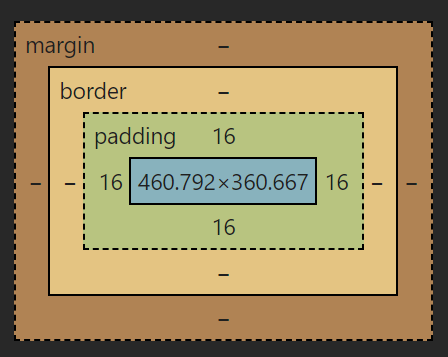 margin –
border –
padding 16
– – 16 460.792×360.667 16 – –
16
–
–